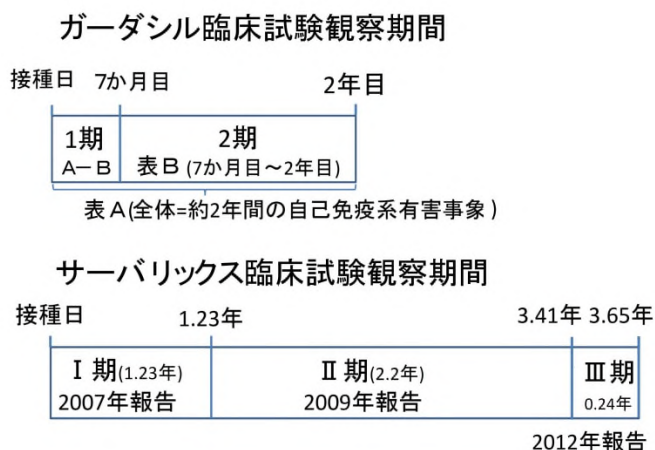 ガーダシル臨床試験観察期間
接種日 7か月目 2年目
1期 2期
A－B 表B (7か月目～2年目)
表A(全体=約2年間の自己免疫系有害事象)
サーバリックス臨床試験観察期間
接種日 1.23年 3.41年 3.65年
Ⅰ期(1.23年) Ⅱ期(2.2年) Ⅲ期
2007年報告 2009年報告 0.24年
2012年報告